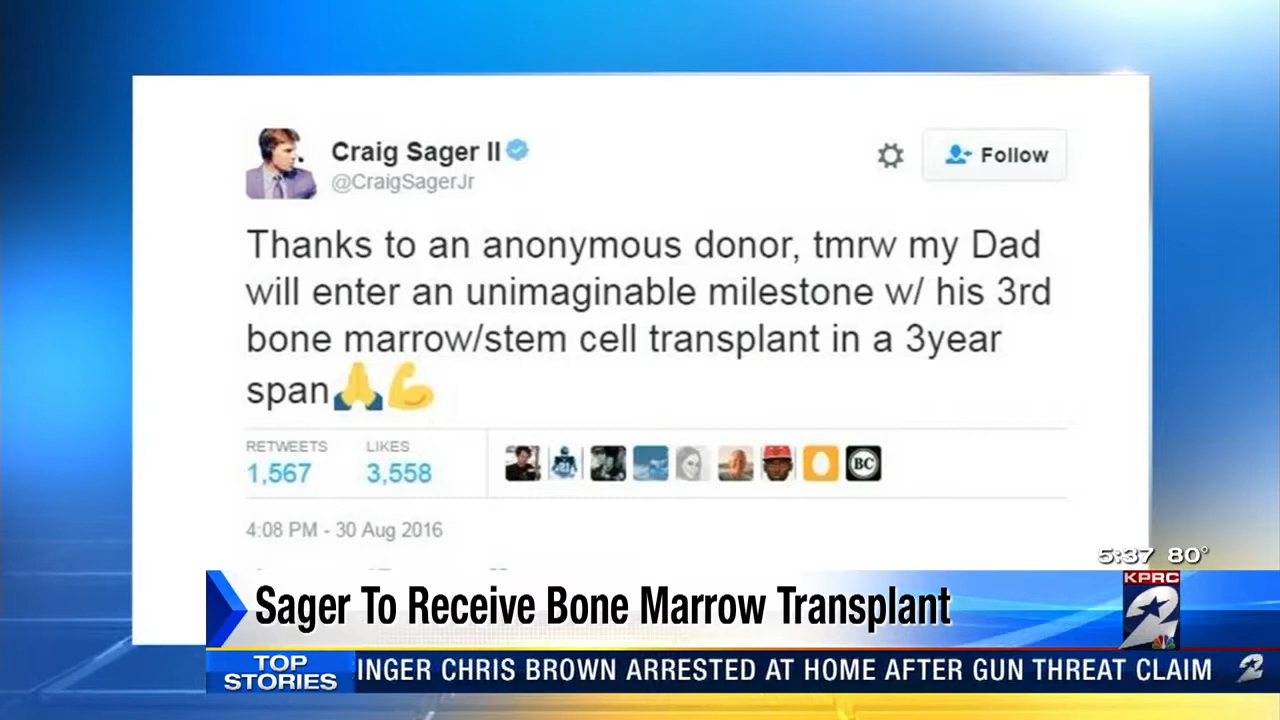 Craig Sager II
@CraigSagerJr
Follow
Thanks to an anonymous donor, tmrw my Dad
will enter an unimaginable milestone w/ his 3rd
bone marrow/stem cell transplant in a 3year
span
RETWEETS LIKES
1,567 3,558
BC
4:08 PM - 30 Aug 2016
5:37 80°
KPRC
2
Sager To Receive Bone Marrow Transplant
TOP
STORIES
INGER CHRIS BROWN ARRESTED AT HOME AFTER GUN THREAT CLAIM
2